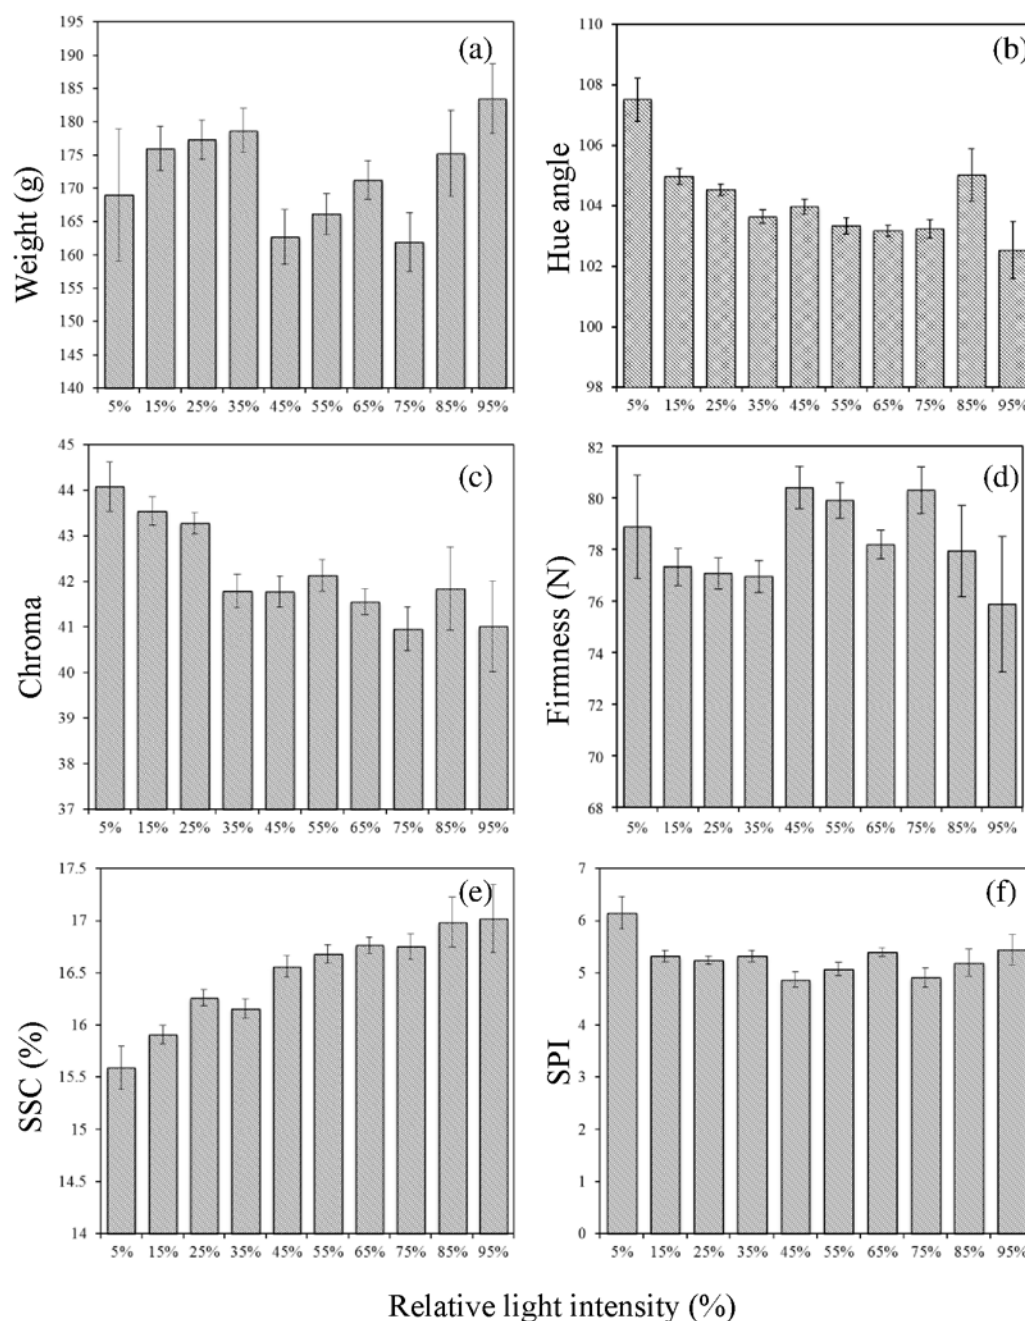 (a)
Weight (g)
195
190
185
180
175
170
165
160
155
150
145
140
5% 15% 25% 35% 45% 55% 65% 75% 85% 95%
(b)
Hue angle
110
108
106
104
102
100
98
5% 15% 25% 35% 45% 55% 65% 75% 85% 95%
(c)
Chroma
45
44
43
42
41
40
39
38
37
5% 15% 25% 35% 45% 55% 65% 75% 85% 95%
(d)
Firmness (N)
82
80
78
76
74
72
70
68
5% 15% 25% 35% 45% 55% 65% 75% 85% 95%
(e)
SSC (%)
17.5
17
16.5
16
15.5
15
14.5
14
5% 15% 25% 35% 45% 55% 65% 75% 85% 95%
(f)
SPI
7
6
5
4
3
2
1
0
5% 15% 25% 35% 45% 55% 65% 75% 85% 95%
Relative light intensity (%)